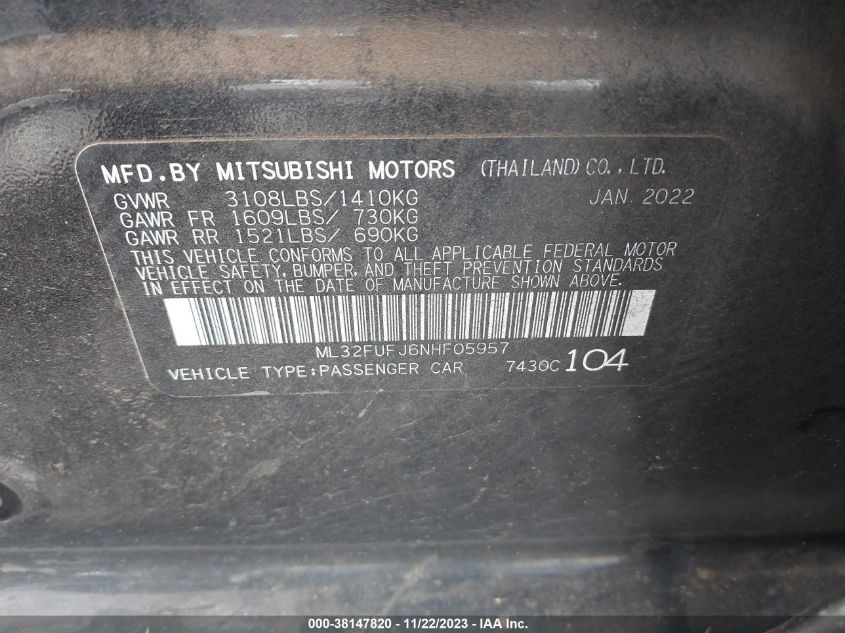 MFD.BY MITSUBISHI MOTORS (THAILAND) CO., LTD.
GVWR 3108LBS/1410KG JAN. 2022
GAWR FR 1609LBS/ 730KG
GAWR RR 1521LBS/ 690KG
THIS VEHICLE CONFORMS TO ALL APPLICABLE FEDERAL MOTOR
VEHICLE SAFETY, BUMPER, AND THEFT PREVENTION STANDARDS
IN EFFECT ON THE DATE OF MANUFACTURE SHOWN ABOVE.
ML32FUFJ6NHF05957
VEHICLE TYPE:PASSENGER CAR 7430C 104
000-38147820 - 11/22/2023 - IAA Inc.